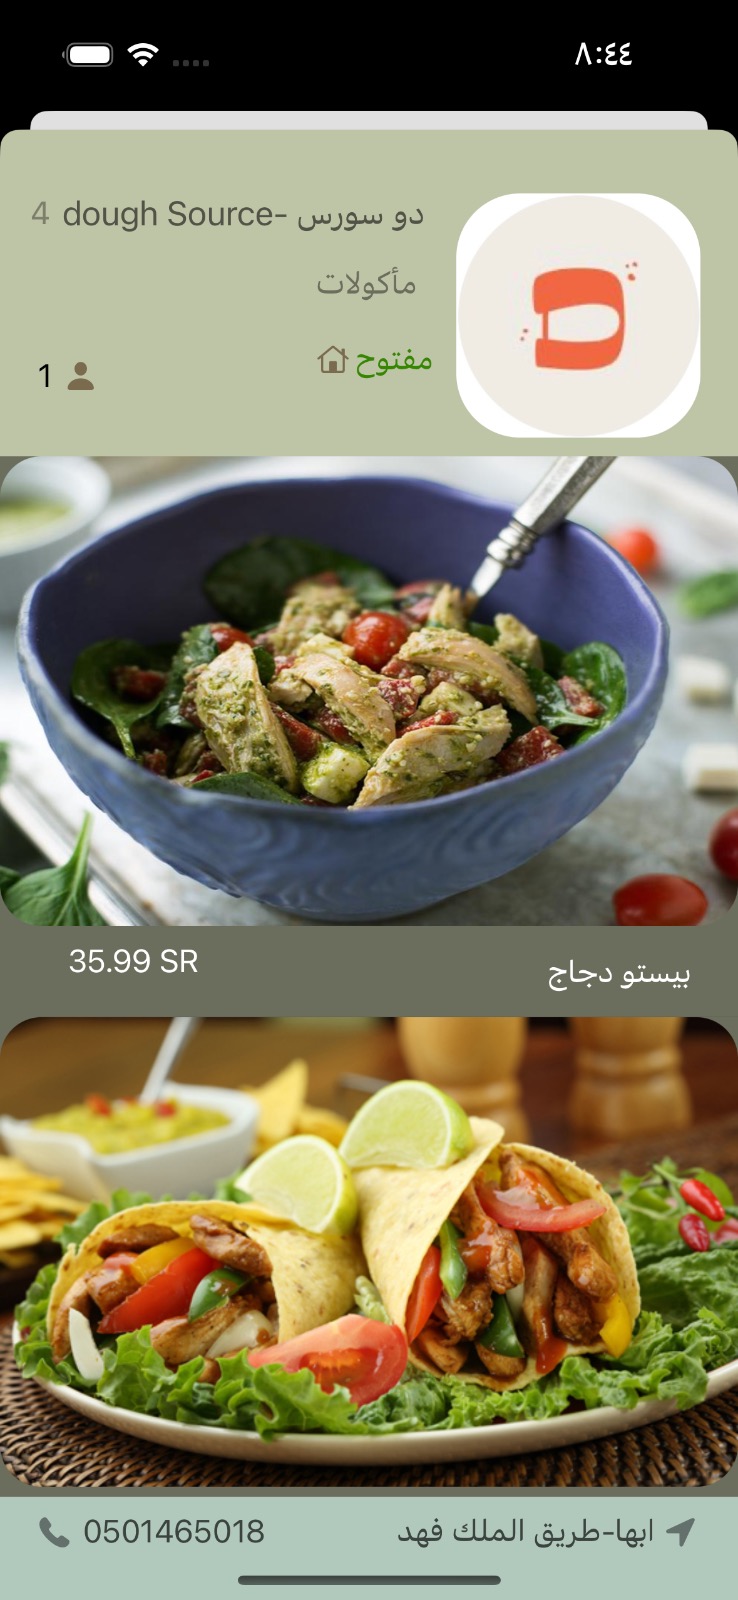 ٨:٤٤
دو سورس -dough Source 4
مأكولات
مفتوح
1
بيستو دجاج
35.99 SR
ابها-طريق الملك فهد
0501465018